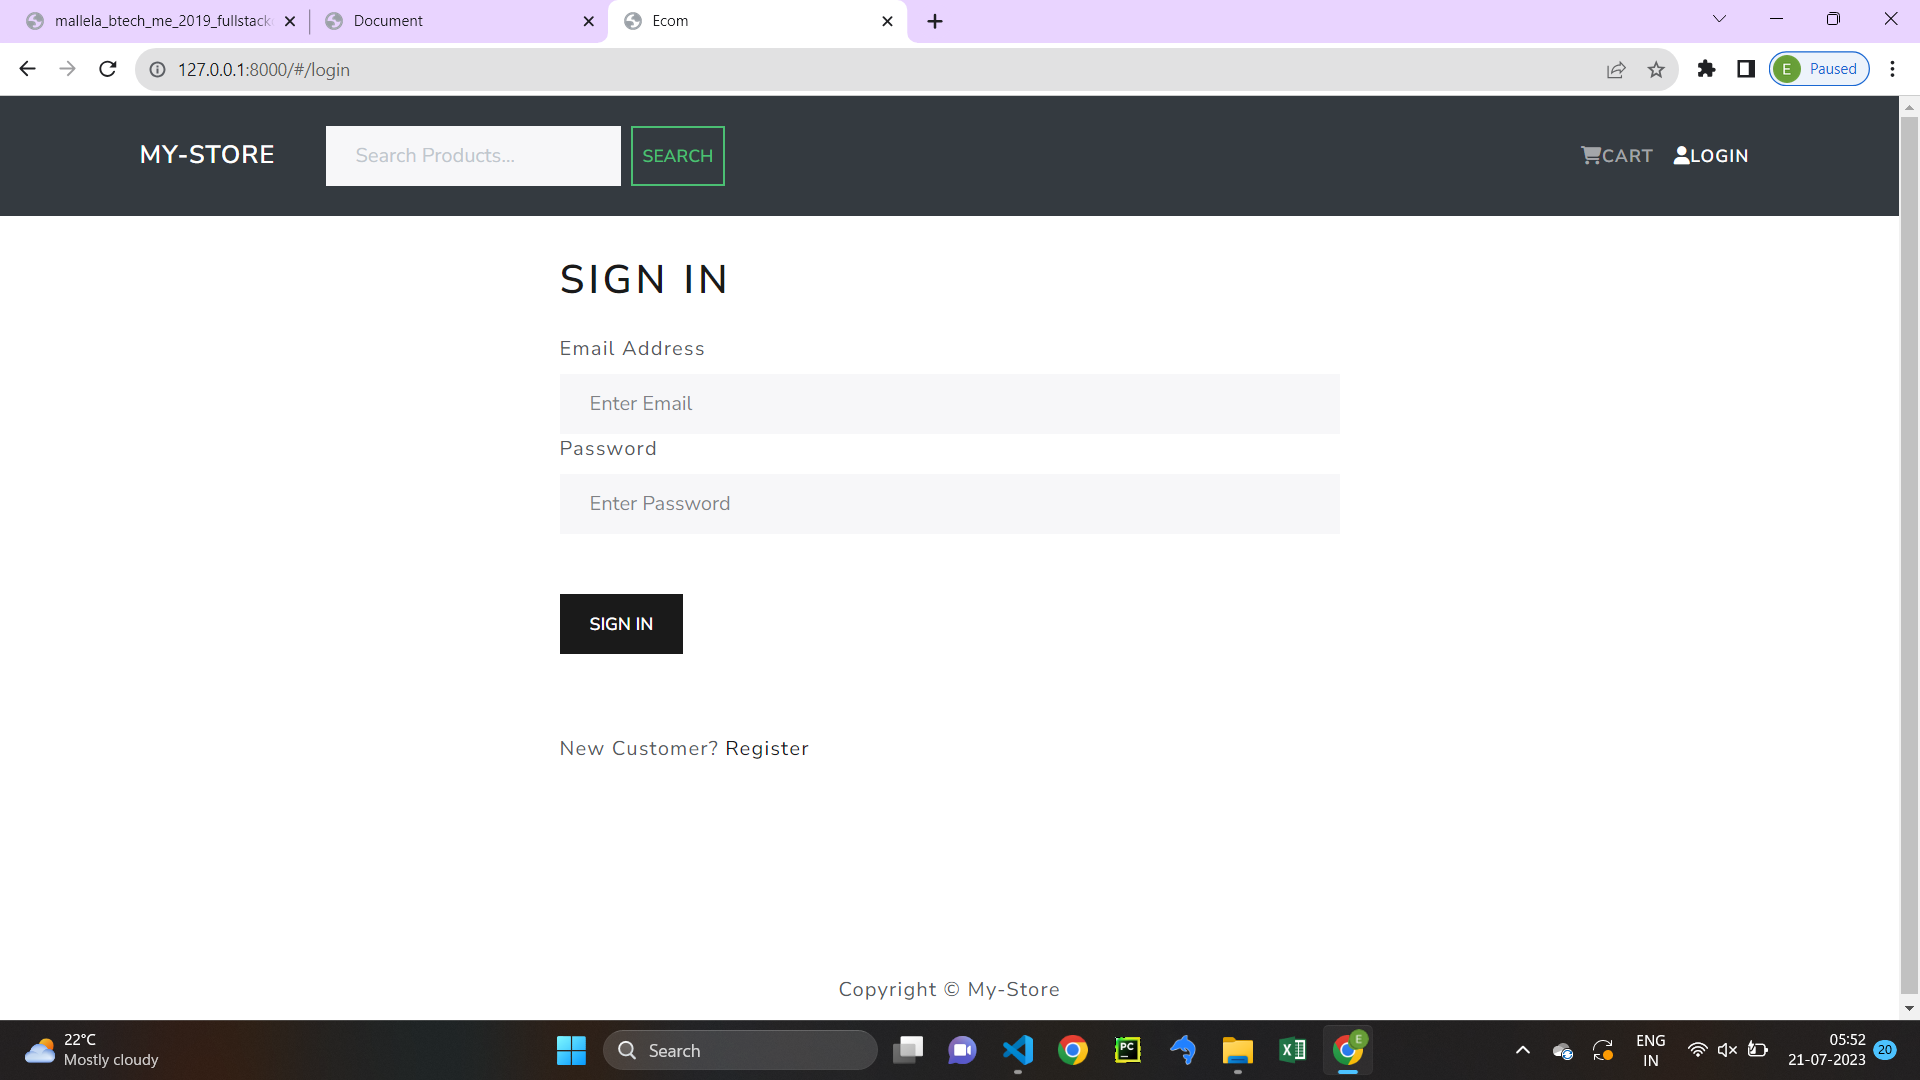 mallela_btech_me_2019_fullstack
Document
Ecom
127.0.0.1:8000/#/login
E
Paused
MY-STORE
Search Products...
SEARCH
CART
LOGIN
SIGN IN
Email Address
Enter Email
Password
Enter Password
SIGN IN
New Customer? Register
Copyright © My-Store
22°C
Mostly cloudy
Search
PC
E
ENG
IN
05:52
21-07-2023
20